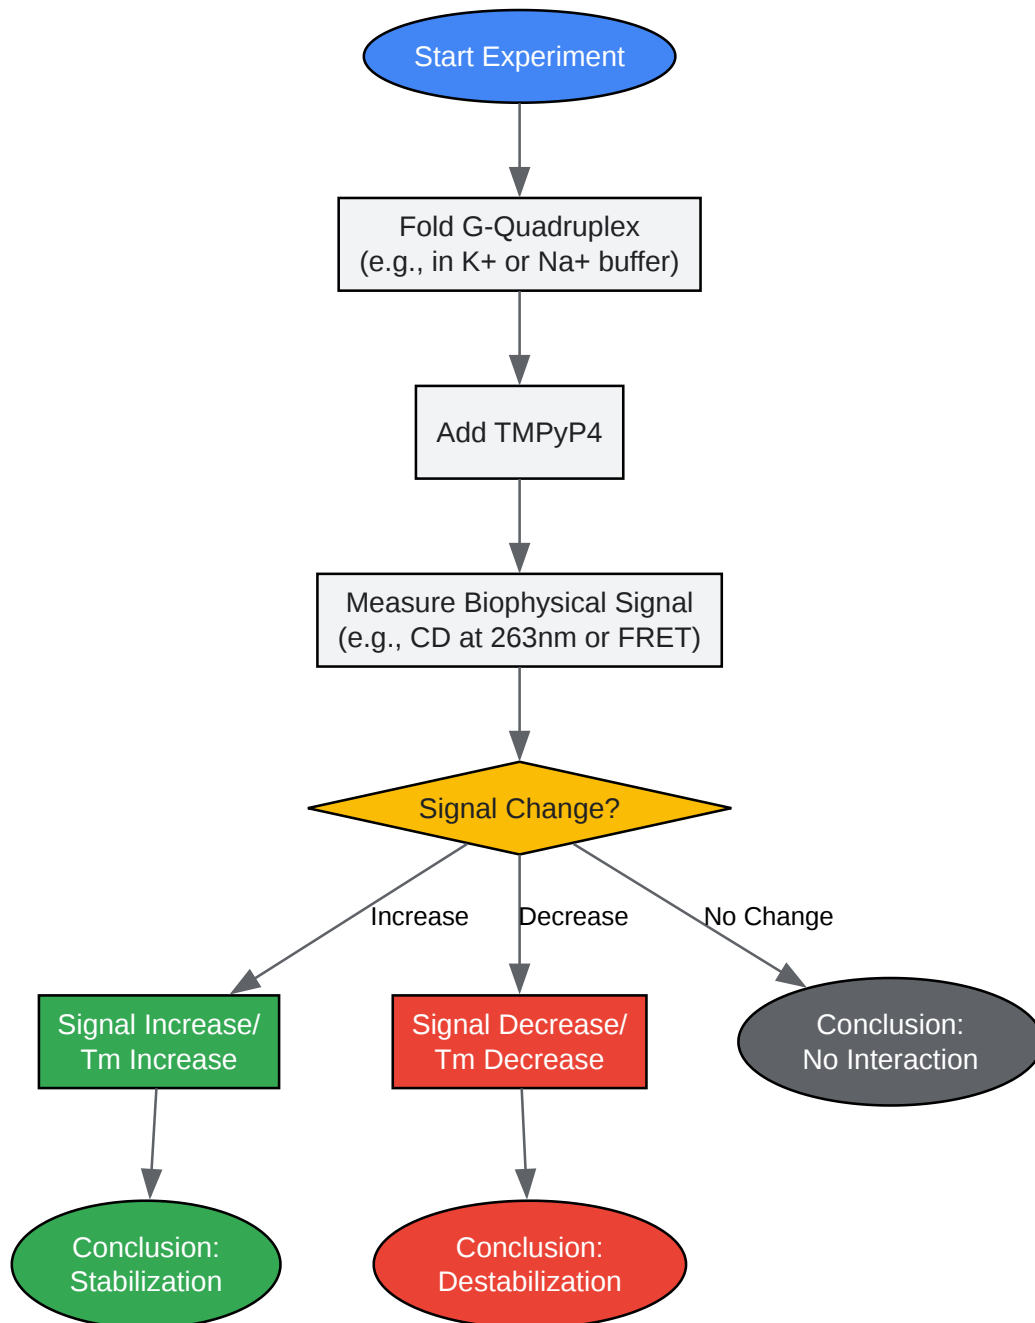 Start Experiment
Fold G-Quadruplex
(e.g., in K+ or Na+ buffer)
Add TMPyP4
Measure Biophysical Signal
(e.g., CD at 263nm or FRET)
Signal Change?
Increase
Decrease
No Change
Signal Increase/
Tm Increase
Signal Decrease/
Tm Decrease
Conclusion:
No Interaction
Conclusion:
Stabilization
Conclusion:
Destabilization